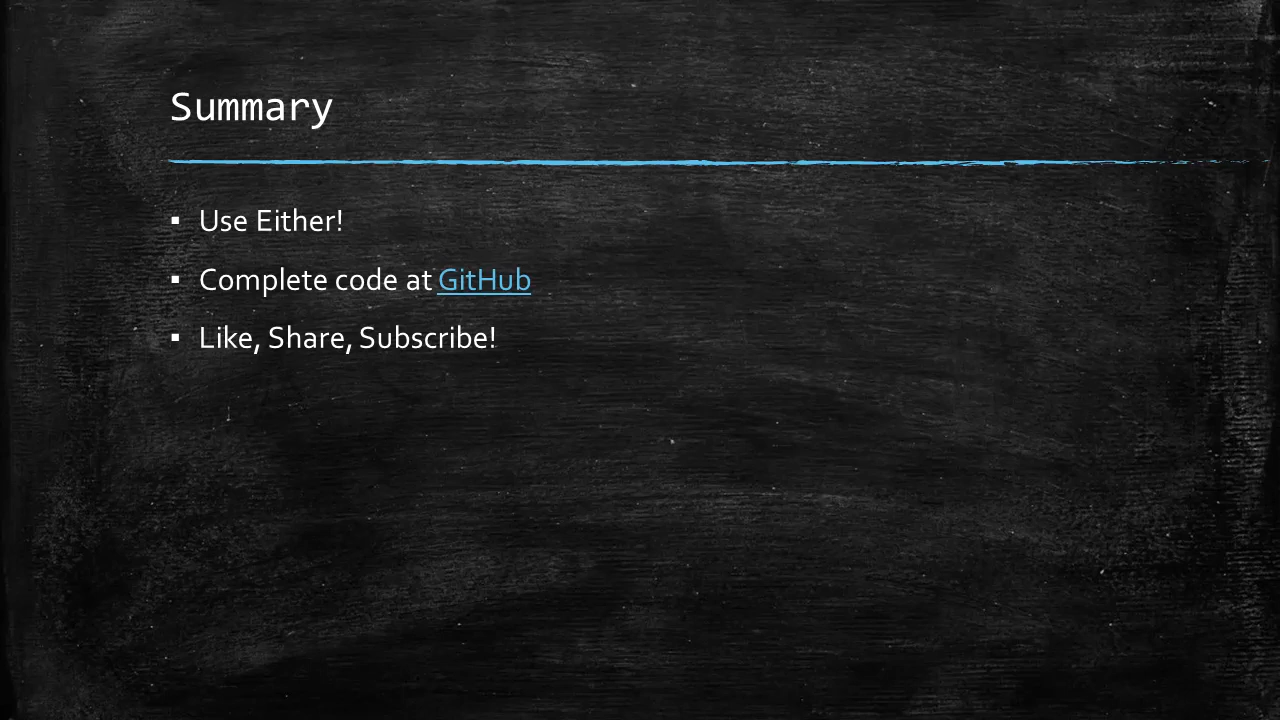 Summary
▪ Use Either!
▪ Complete code at GitHub
▪ Like, Share, Subscribe!